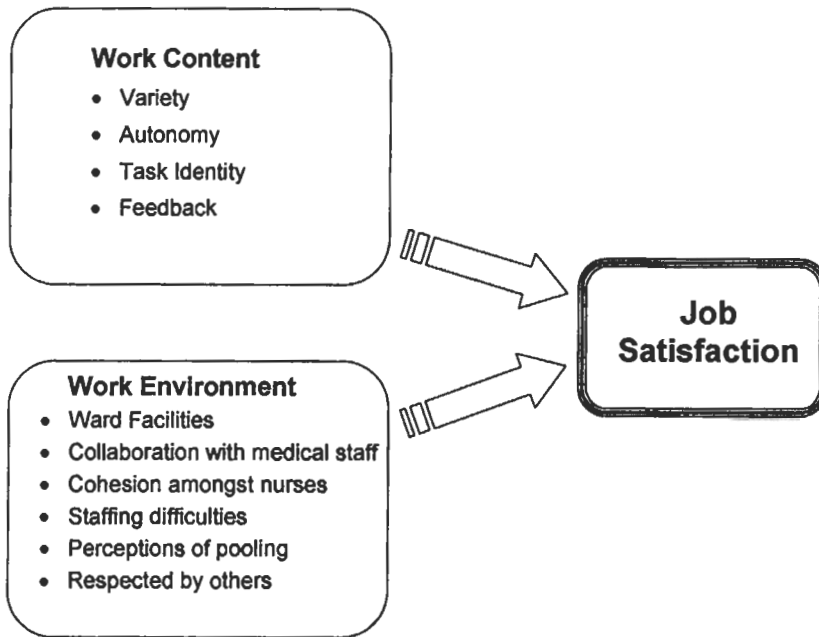 Work Content
• Variety
• Autonomy
• Task Identity
• Feedback
Job
Satisfaction
Work Environment
• Ward Facilities
• Collaboration with medical staff
• Cohesion amongst nurses
• Staffing difficulties
• Perceptions of pooling
• Respected by others